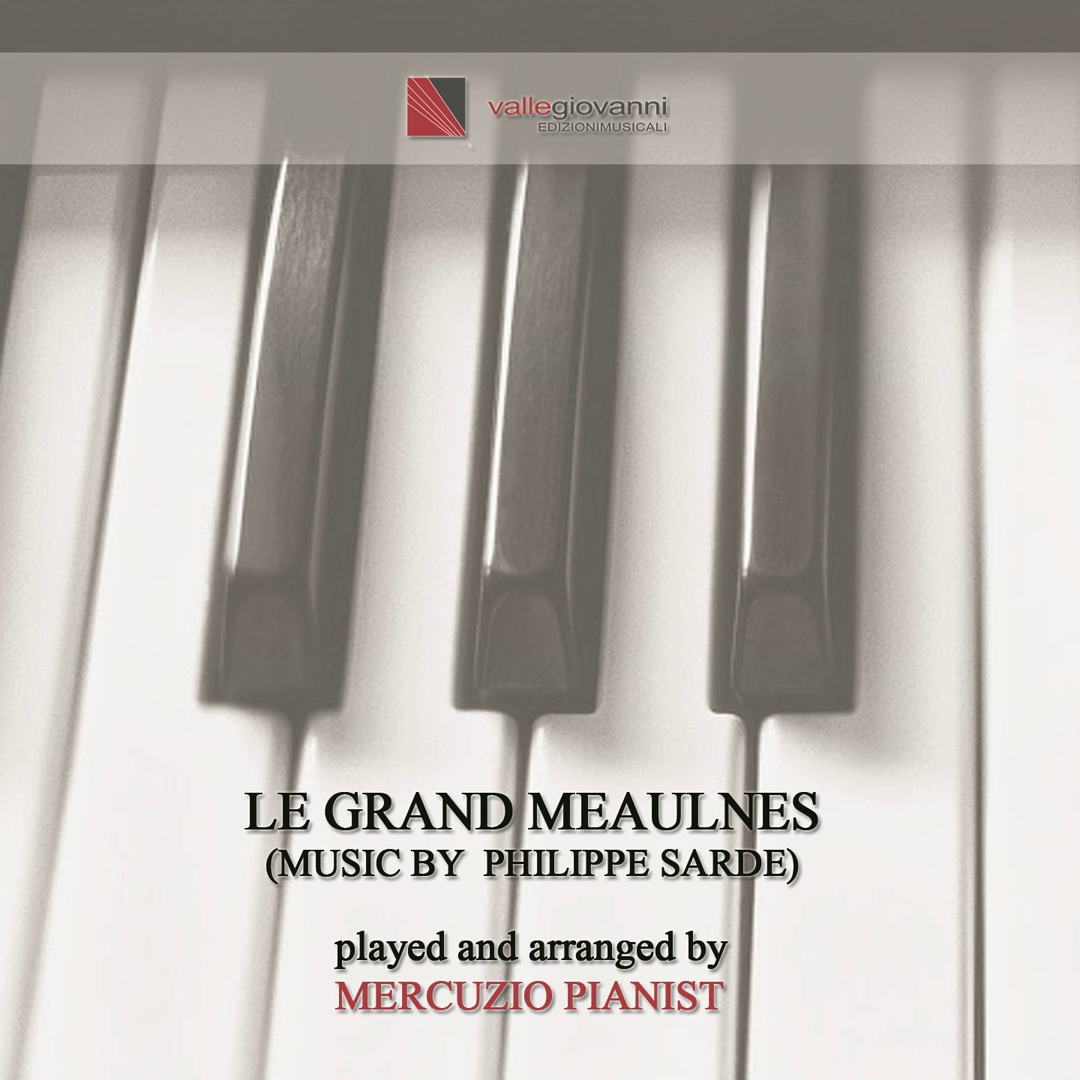 vallegiovanni
EDIZIONIMUSICALI
LE GRAND MEAULNES
(MUSIC BY PHILIPPE SARDE)
played and arranged by
MERCUZIO PIANIST